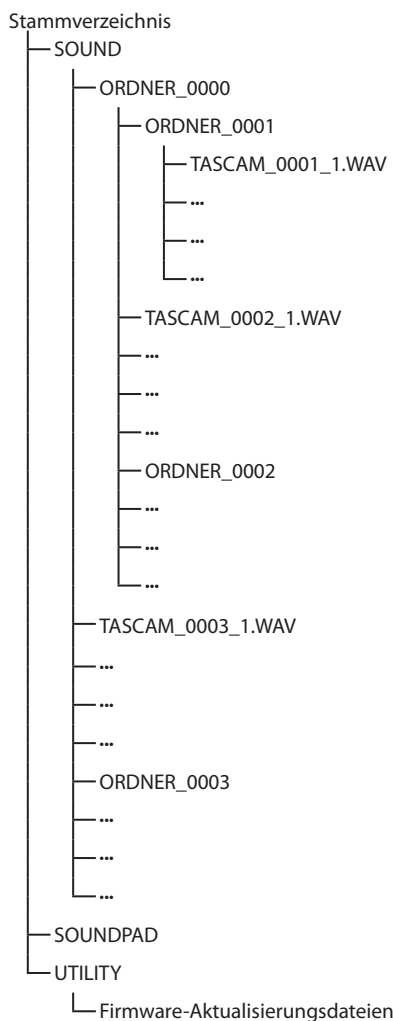 Stammverzeichnis
SOUND
ORDNER_0000
ORDNER_0001
TASCAM_0001_1.WAV
...
...
...
TASCAM_0002_1.WAV
...
...
...
ORDNER_0002
...
...
...
TASCAM_0003_1.WAV
...
...
...
ORDNER_0003
...
...
...
SOUNDPAD
UTILITY
Firmware-Aktualisierungsdateien